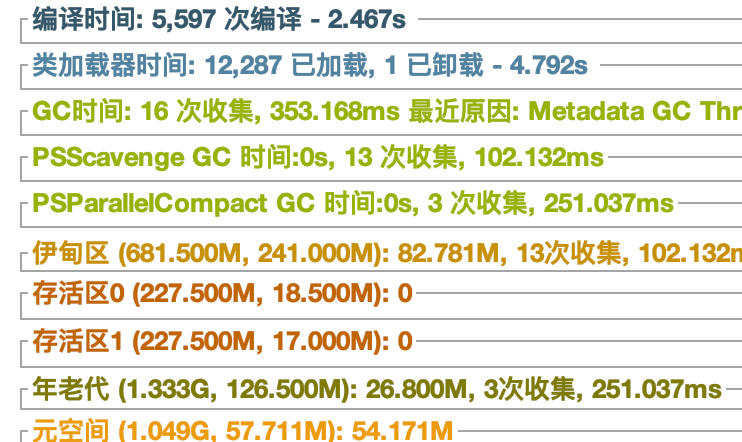 编译时间: 5,597 次编译 - 2.467s
类加载器时间: 12,287 已加载, 1 已卸载 - 4.792s
GC时间: 16 次收集, 353.168ms 最近原因: Metadata GC Thr
PSScavenge GC 时间:0s, 13 次收集, 102.132ms
PSParallelCompact GC 时间:0s, 3 次收集, 251.037ms
伊甸区 (681.500M, 241.000M): 82.781M, 13次收集, 102.132m
存活区0 (227.500M, 18.500M): 0
存活区1 (227.500M, 17.000M): 0
年老代 (1.333G, 126.500M): 26.800M, 3次收集, 251.037ms
元空间 (1.049G, 57.711M): 54.171M